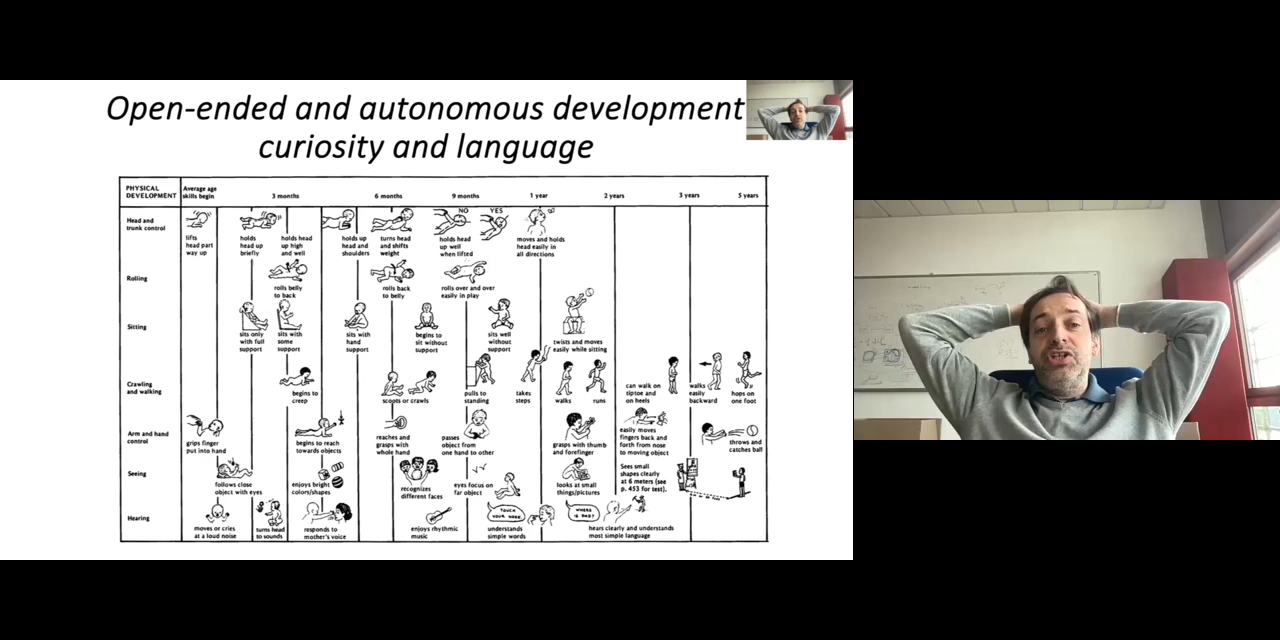 Open-ended and autonomous development
curiosity and language
PHYSICAL
DEVELOPMENT
Average age
skills begin
3 months
6 months
9 months
1 year
2 years
3 years
5 years
Head and
trunk control
lifts
head part
way up
holds
head up
briefly
holds head
up high
and well
holds up
head and
shoulders
turns head
and shifts
weight
NO
YES
holds head
up well
when lifted
moves and holds
head easily in
all directions
Rolling
rolls belly
to back
rolls back
to belly
rolls over and over
easily in play
Sitting
sits only
with full
support
sits with
some
support
sits with
hand
support
begins to
sit without
support
sits well
without
support
twists and moves
easily while sitting
Crawling
and walking
begins to
creep
scoots or crawls
pulls to
standing
takes
steps
walks
runs
can walk on
tiptoe and
on heels
walks
easily
backward
hops on
one foot
Arm and hand
control
grips finger
put into hand
begins to reach
towards objects
reaches and
grasps with
whole hand
passes
object from
one hand to other
grasps with thumb
and forefinger
easily moves
fingers back and
forth from nose
to moving object
throws and
catches ball
Seeing
follows close
object with eyes
enjoys bright
colors/shapes
recognizes
different faces
eyes focus on
far object
looks at small
things/pictures
Sees small
shapes clearly
at 6 meters (see
p. 453 for test).
Hearing
moves or cries
at a loud noise
turns head
to sounds
responds to
mother's voice
enjoys rhythmic
music
TOUCH
YOUR NOSE
understands
simple words
WHERE
IS DAD?
hears clearly and understands
most simple language